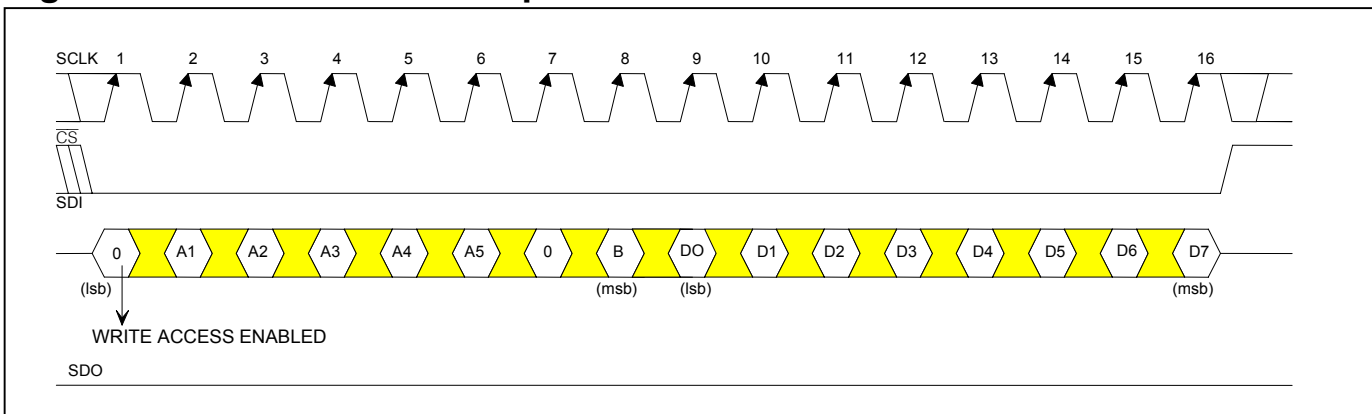 SCLK 1 2 3 4 5 6 7 8 9 10 11 12 13 14 15 16
CS
SDI
0 A1 A2 A3 A4 A5 0 B DO D1 D2 D3 D4 D5 D6 D7
(lsb) (msb) (lsb) (msb)
WRITE ACCESS ENABLED
SDO